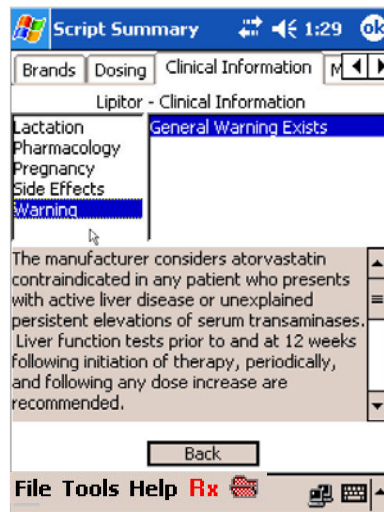 Script Summary 1:29 ok
Brands Dosing Clinical Information M
Lipitor - Clinical Information
Lactation
Pharmacology
Pregnancy
Side Effects
Warning
General Warning Exists
The manufacturer considers atorvastatin
contraindicated in any patient who presents
with active liver disease or unexplained
persistent elevations of serum transaminases.
Liver function tests prior to and at 12 weeks
following initiation of therapy, periodically,
and following any dose increase are
recommended.
Back
File Tools Help Rx